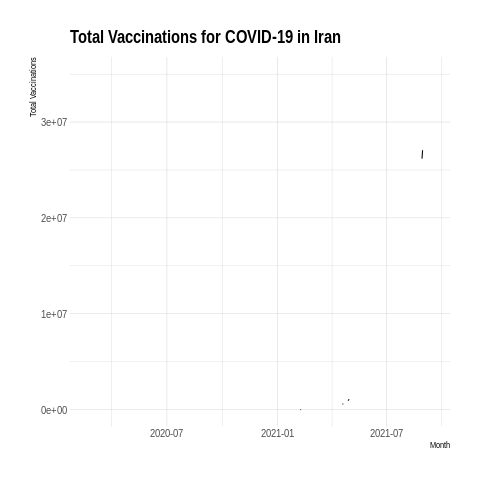 Total Vaccinations for COVID-19 in Iran
Total Vaccinations
3e+07
2e+07
1e+07
0e+00
2020-07 2021-01 2021-07
Month